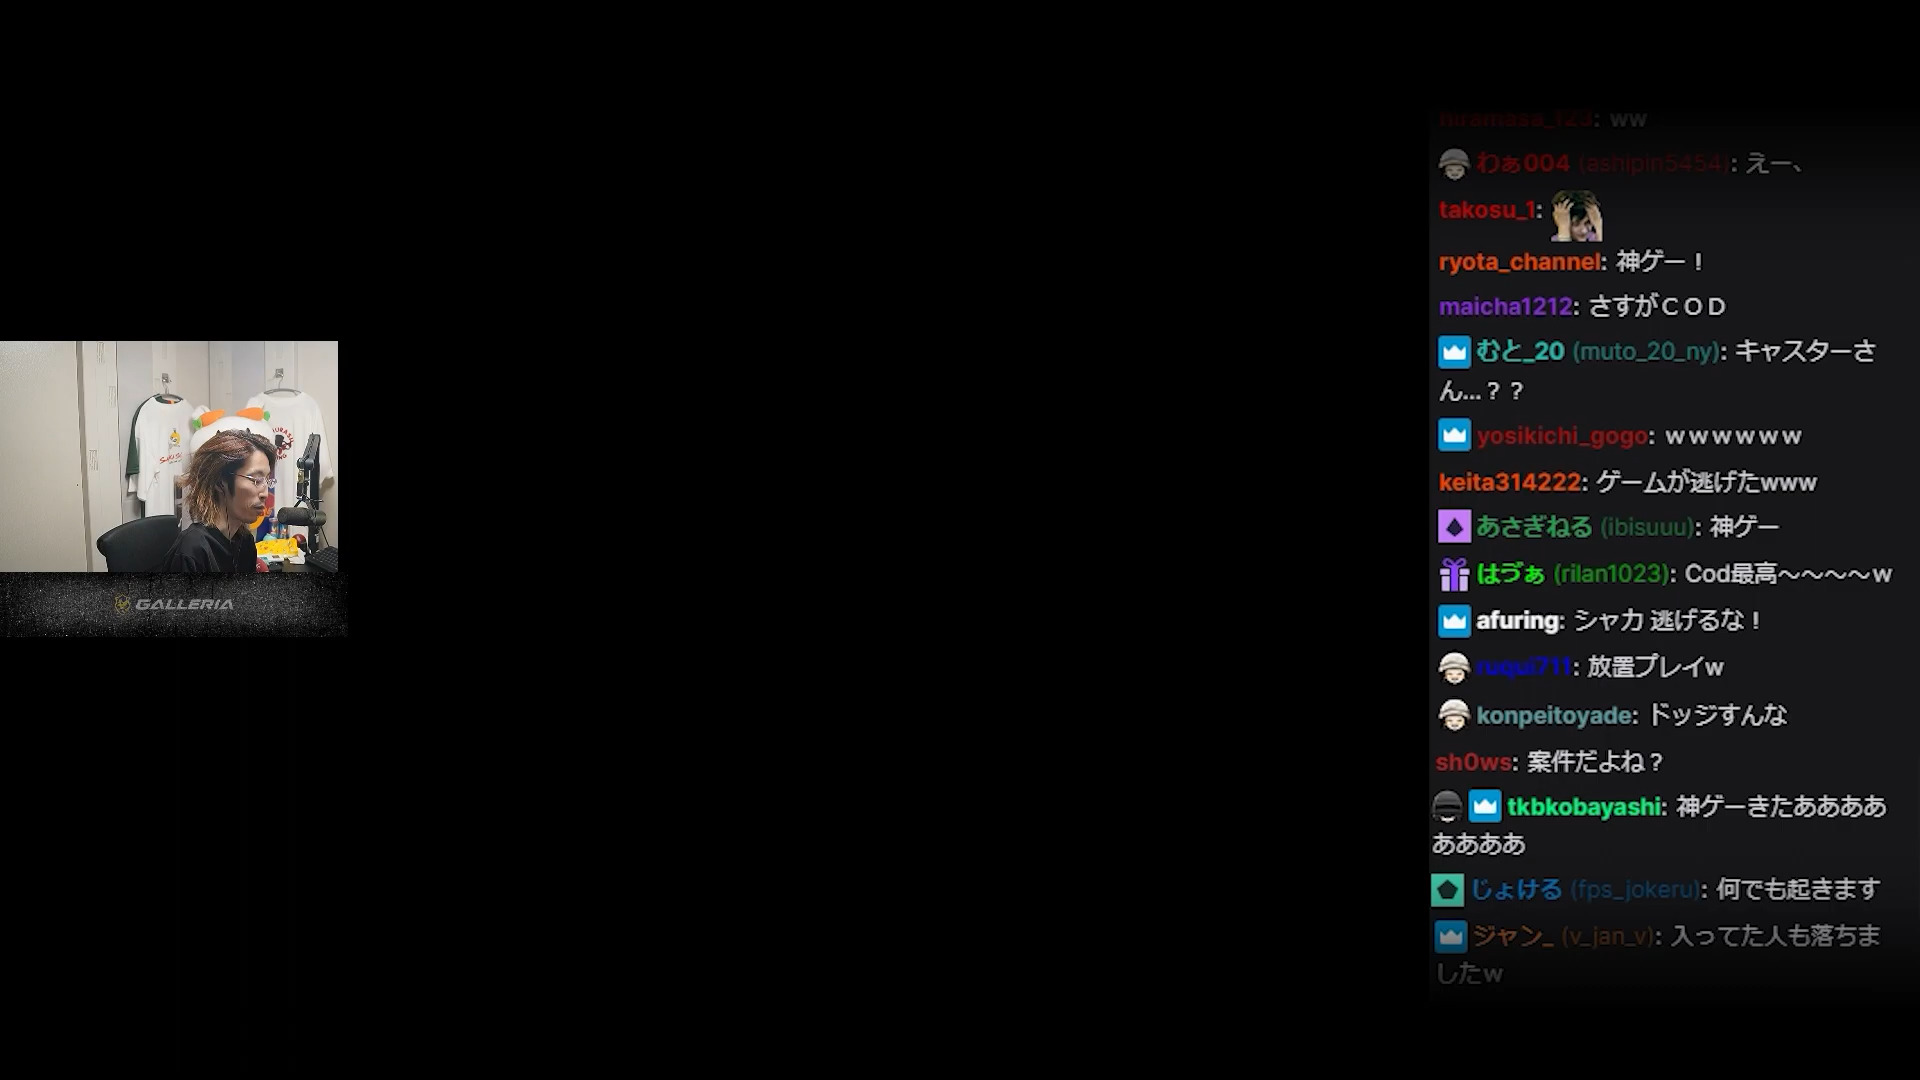 hiramasa_123: ww
わぁ004 (ashipin5454): えー、
takosu_1:
ryota_channel: 神ゲー！
maicha1212: さすがＣＯＤ
むと_20 (muto_20_ny): キャスターさ
ん...？？
yosikichi_gogo: ｗｗｗｗｗｗ
keita314222: ゲームが逃げたwww
あさぎねる (ibisuuu): 神ゲー
はづぁ (rilan1023): Cod最高〜〜〜〜w
afuring: シャカ 逃げるな！
ruqui711: 放置プレイw
konpeitoyade: ドッジすんな
sh0ws: 案件だよね？
tkbkobayashi: 神ゲーきたああああ
ああああ
じょける (fps_jokeru): 何でも起きます
ジャン_ (v_jan_v): 入ってた人も落ちま
したw
GALLERIA